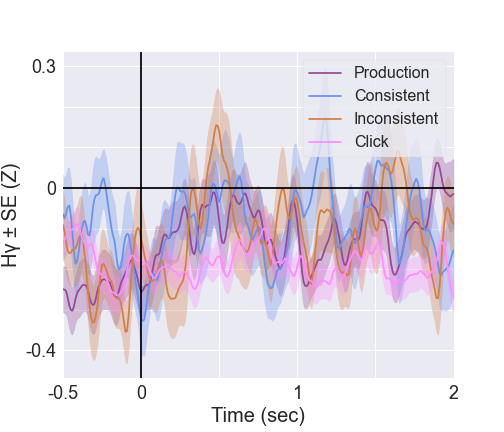 Production
Consistent
Inconsistent
Click
0.3
0
-0.4
Hγ ± SE (Z)
-0.5 0 1 2
Time (sec)